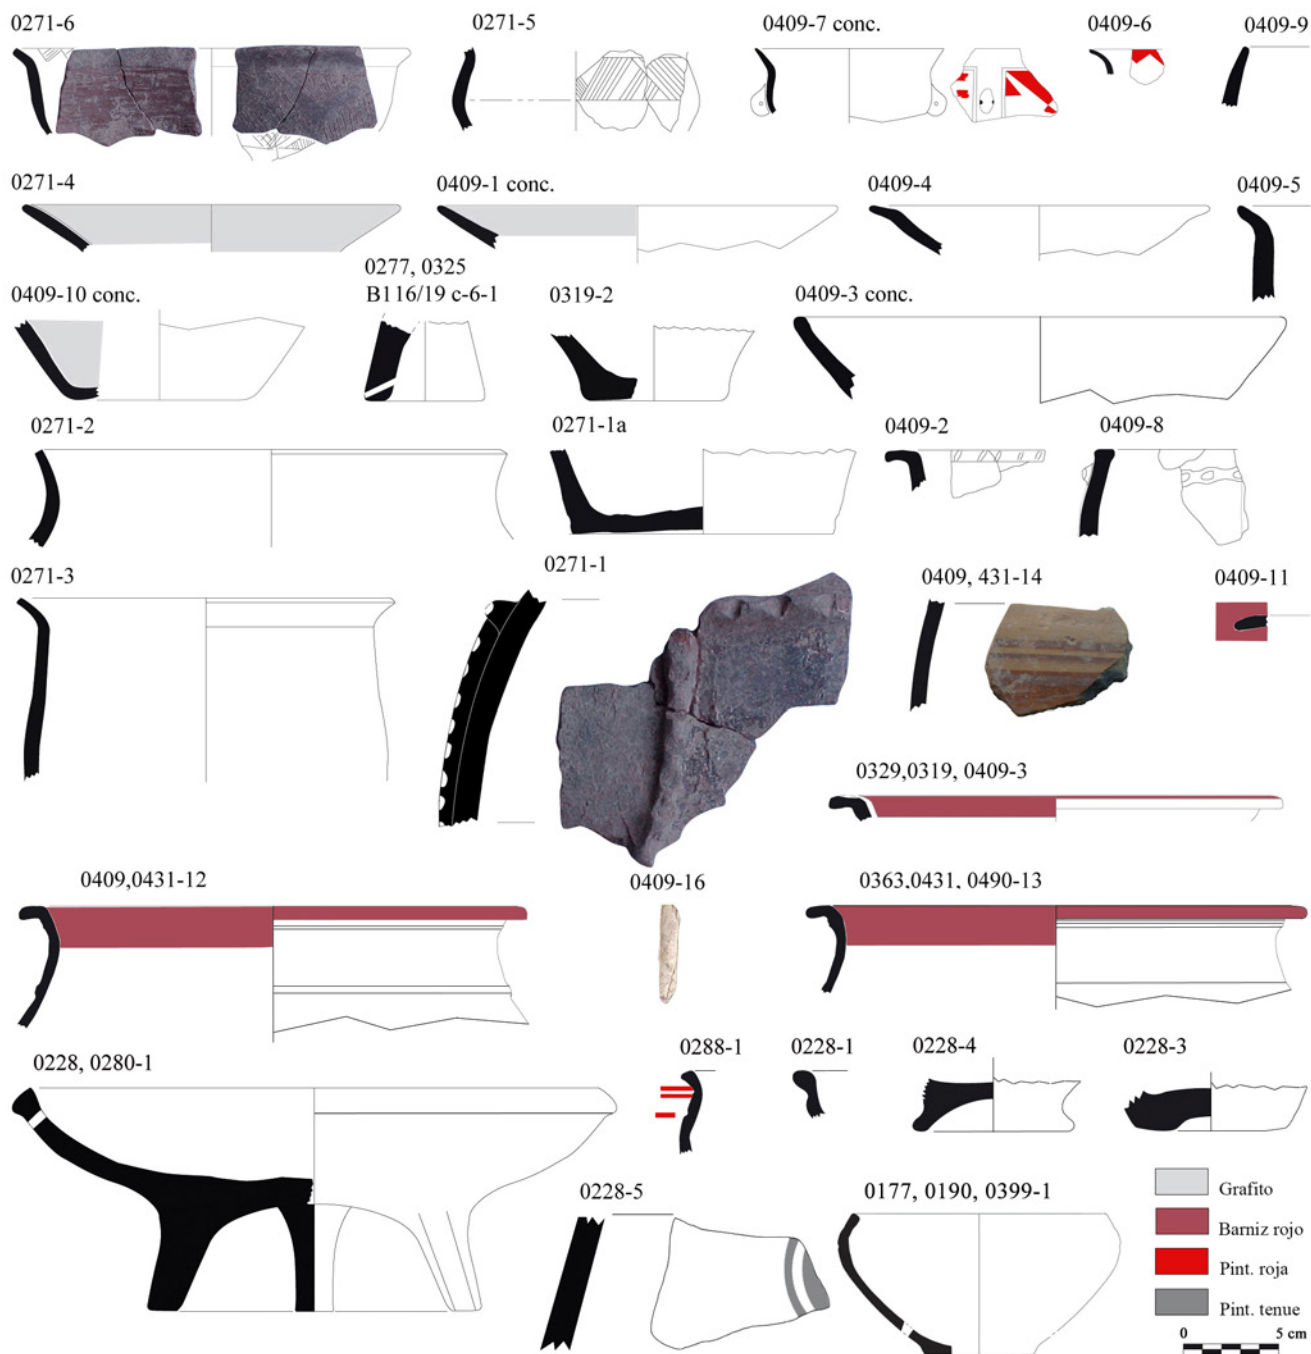 0271-6
0271-5
0409-7 conc.
0409-6
0409-9
0271-4
0409-1 conc.
0409-4
0409-5
0409-10 conc.
0277, 0325
B116/19 c-6-1
0319-2
0409-3 conc.
0271-2
0271-1a
0409-2
0409-8
0271-3
0271-1
0409, 431-14
0409-11
0329,0319, 0409-3
0409,0431-12
0409-16
0363,0431, 0490-13
0228, 0280-1
0288-1
0228-1
0228-4
0228-3
0228-5
0177, 0190, 0399-1
Grafito
Barniz rojo
Pint. roja
Pint. tenue
0 5 cm